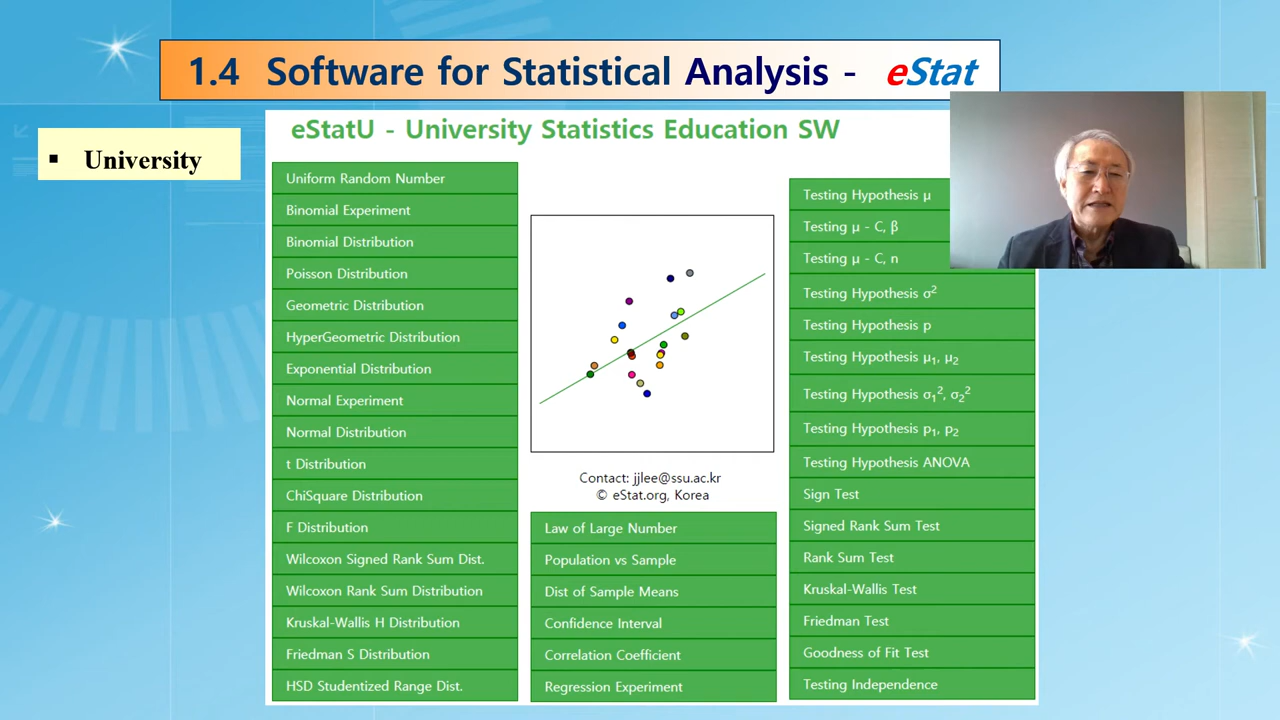 1.4 Software for Statistical Analysis - eStat
▪ University
eStatU - University Statistics Education SW
Uniform Random Number
Binomial Experiment
Binomial Distribution
Poisson Distribution
Geometric Distribution
HyperGeometric Distribution
Exponential Distribution
Normal Experiment
Normal Distribution
t Distribution
ChiSquare Distribution
F Distribution
Wilcoxon Signed Rank Sum Dist.
Wilcoxon Rank Sum Distribution
Kruskal-Wallis H Distribution
Friedman S Distribution
HSD Studentized Range Dist.
Contact: jjlee@ssu.ac.kr
© eStat.org, Korea
Law of Large Number
Population vs Sample
Dist of Sample Means
Confidence Interval
Correlation Coefficient
Regression Experiment
Testing Hypothesis μ
Testing μ - C, β
Testing μ - C, n
Testing Hypothesis σ²
Testing Hypothesis p
Testing Hypothesis μ₁, μ₂
Testing Hypothesis σ₁², σ₂²
Testing Hypothesis p₁, p₂
Testing Hypothesis ANOVA
Sign Test
Signed Rank Sum Test
Rank Sum Test
Kruskal-Wallis Test
Friedman Test
Goodness of Fit Test
Testing Independence